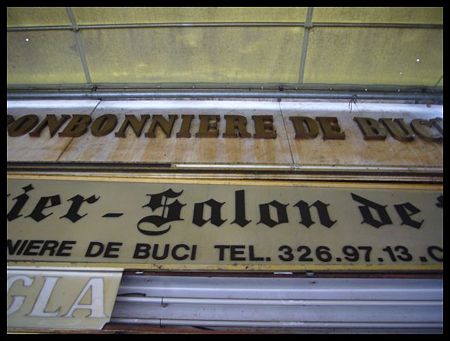 BONBONNIERE DE BUCI
ier - Salon de
NIERE DE BUCI TEL. 326.97.13.
GLA